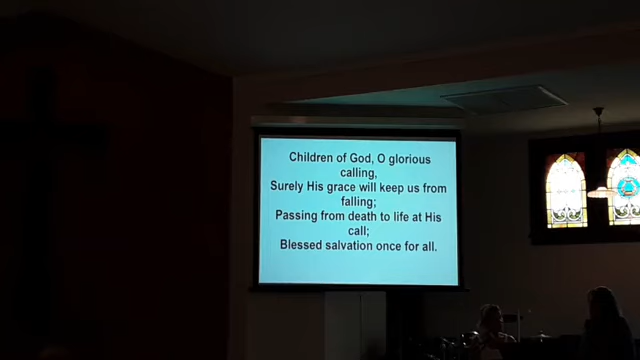 Children of God, O glorious
calling,
Surely His grace will keep us from
falling;
Passing from death to life at His
call;
Blessed salvation once for all.